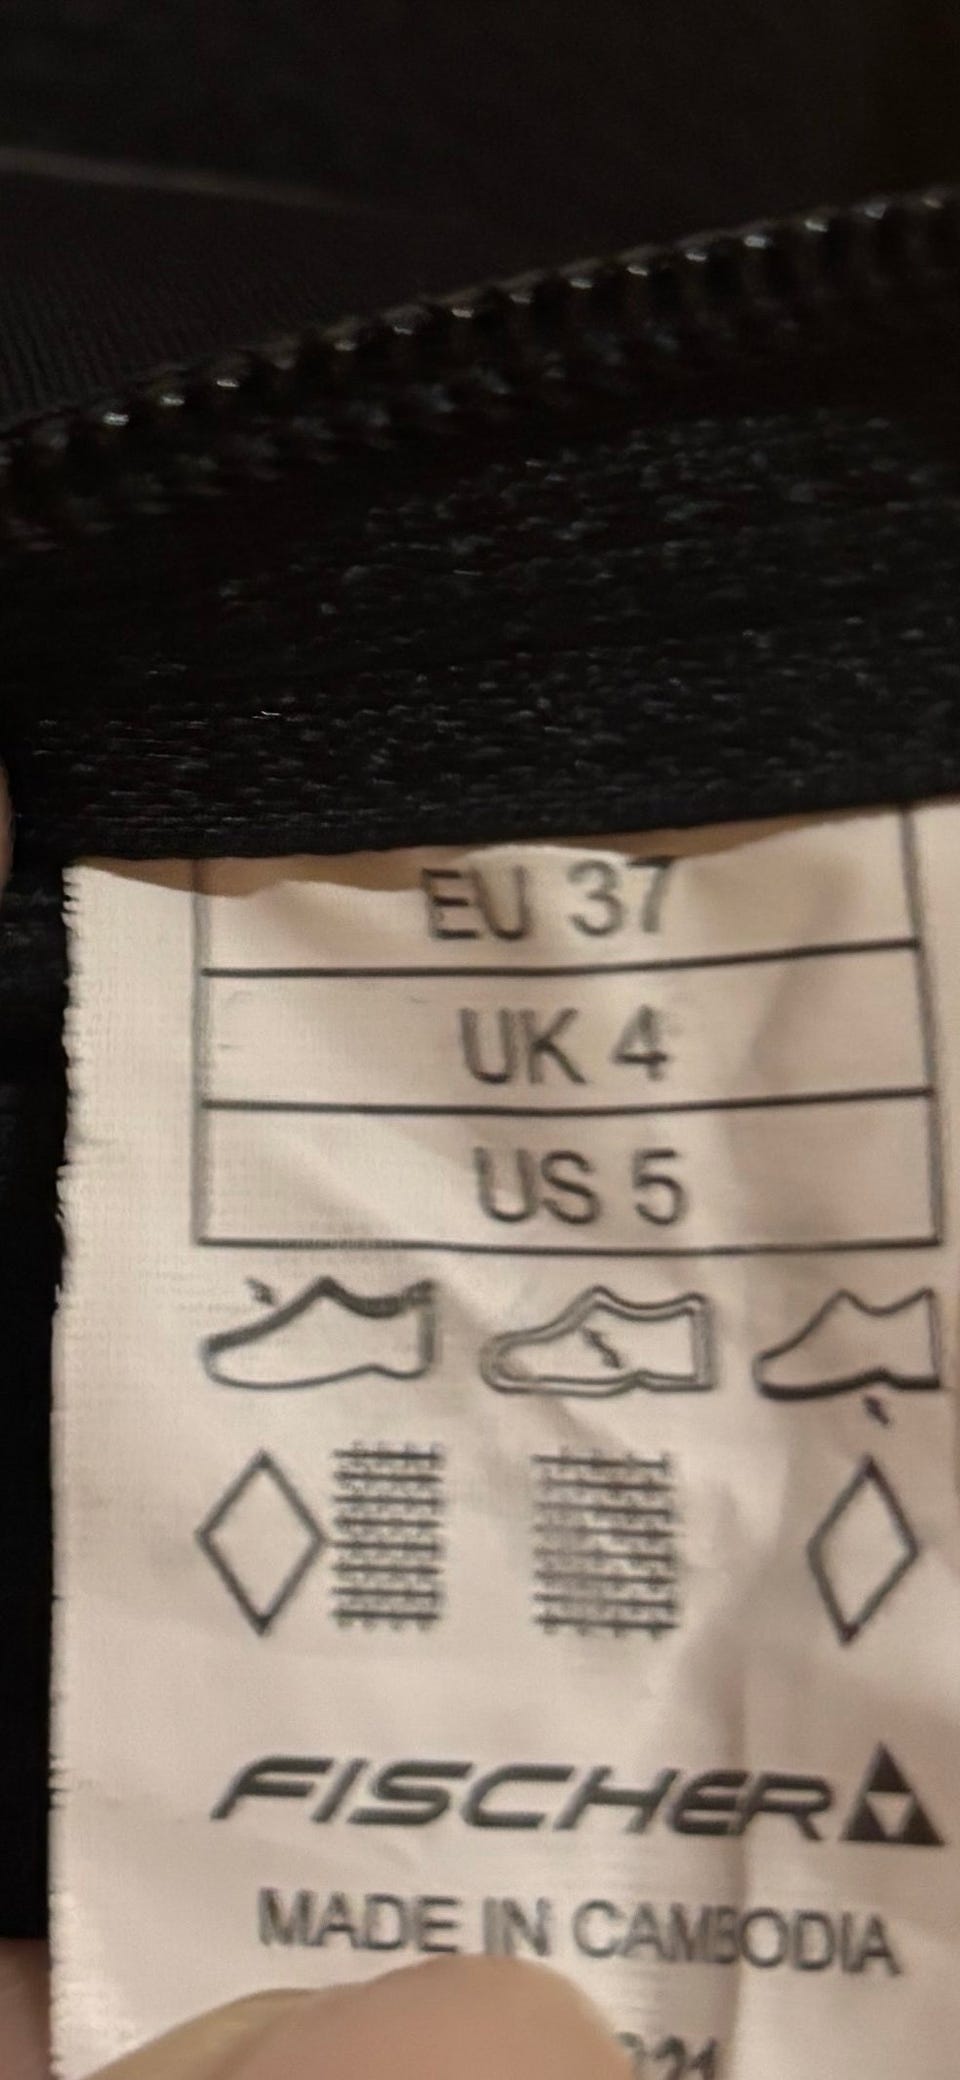 EU 37
UK 4
US 5
FISCHER
MADE IN CAMBODIA